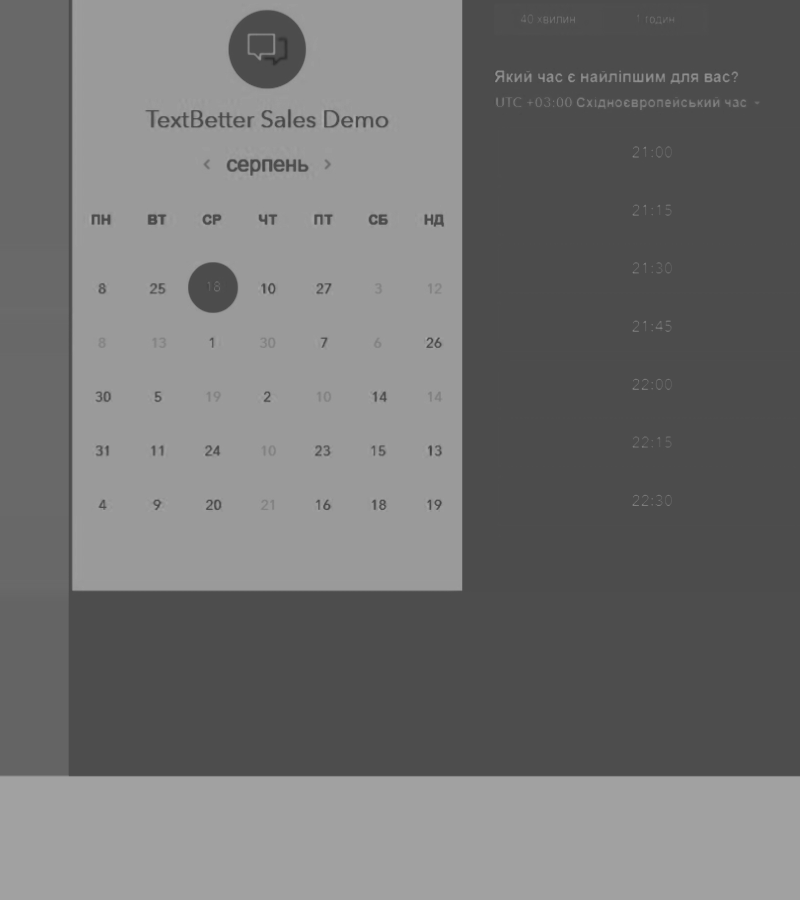 TextBetter Sales Demo
< серпень >
ПН ВТ СР ЧТ ПТ СБ НД
8 25 18 10 27 3 12
8 13 1 30 7 6 26
30 5 19 2 10 14 14
31 11 24 10 23 15 13
4 9 20 21 16 18 19
40 хвилин 1 годин
Який час є найліпшим для вас?
UTC +03:00 Східноєвропейський час
21:00
21:15
21:30
21:45
22:00
22:15
22:30